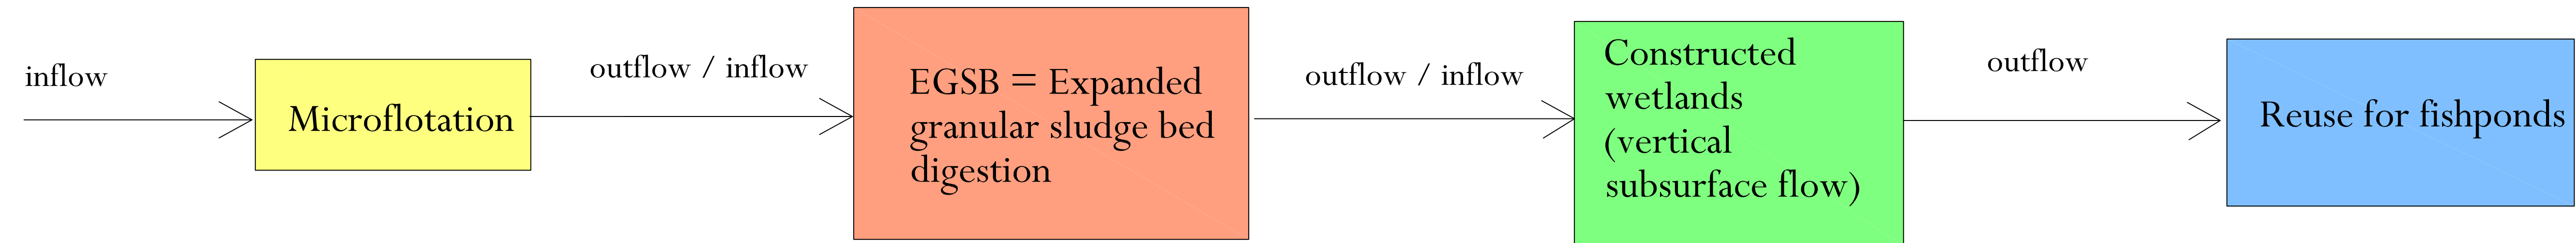 inflow
Microflotation
outflow / inflow
EGSB = Expanded
granular sludge bed
digestion
outflow / inflow
Constructed
wetlands
(vertical
subsurface flow)
outflow
Reuse for fishponds